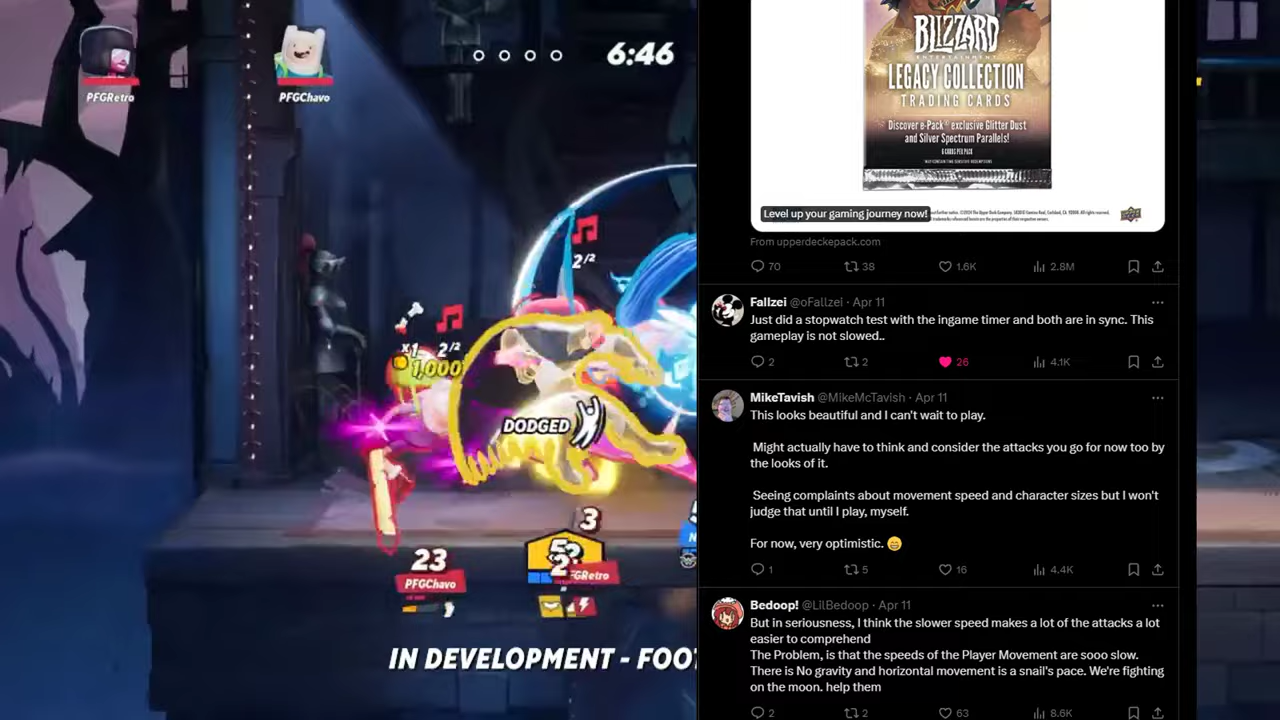 PFGRetro
PFGChavo
6:46
2/2
x1
2/2
1,000
DODGED
3
23
PFGChavo
52
2
GRetro
IN DEVELOPMENT - FOO
BLIZZARD
ENTERTAINMENT
LEGACY COLLECTION
TRADING CARDS
Discover e-Pack® exclusive Glitter Dust
and Silver Spectrum Parallels!
6 CARDS PER PACK
Level up your gaming journey now!
From upperdeckepack.com
70 38 1.6K 2.8M
Fallzei @oFallzei · Apr 11
Just did a stopwatch test with the ingame timer and both are in sync. This
gameplay is not slowed..
2 2 26 4.1K
MikeTavish @MikeMcTavish · Apr 11
This looks beautiful and I can't wait to play.
Might actually have to think and consider the attacks you go for now too by
the looks of it.
Seeing complaints about movement speed and character sizes but I won't
judge that until I play, myself.
For now, very optimistic. 😄
1 5 16 4.4K
Bedoop! @LilBedoop · Apr 11
But in seriousness, I think the slower speed makes a lot of the attacks a lot
easier to comprehend
The Problem, is that the speeds of the Player Movement are sooo slow.
There is No gravity and horizontal movement is a snail's pace. We're fighting
on the moon. help them
2 2 63 8.6K